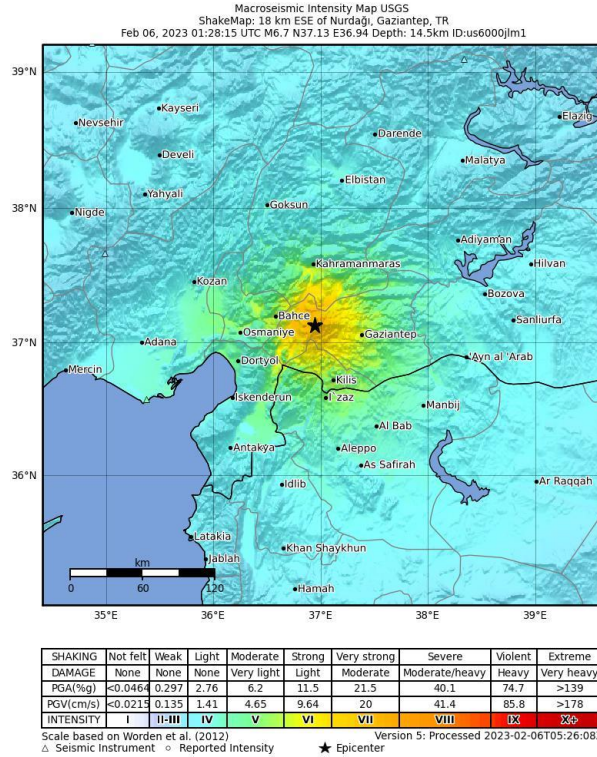 Macroseismic Intensity Map USGS
ShakeMap: 18 km ESE of Nurdağı, Gaziantep, TR
Feb 06, 2023 01:28:15 UTC M6.7 N37.13 E36.94 Depth: 14.5km ID:us6000jlm1
39°N
Kayseri
Nevsehir
Elazig
Darende
Develi
Malatya
Elbistan
Yahyali
Goksun
38°N
Nigde
Adiyaman
Kahramanmaras
Hilvan
Kozan
Bozova
Bahce
Sanliurfa
Osmaniye
Gaziantep
37°N
Adana
'Ayn al 'Arab
Dortyol
Mercin
Kilis
Iskenderun
I`zaz
Manbij
Al Bab
Antakya
Aleppo
36°N
As Safirah
Idlib
Ar Raqqah
Latakia
Khan Shaykhun
Jablah
km
Hamah
0 60 120
35°E 36°E 37°E 38°E 39°E
SHAKING Not felt Weak Light Moderate Strong Very strong Severe Violent Extreme
DAMAGE None None None Very light Light Moderate Moderate/heavy Heavy Very heavy
PGA(%g) <0.0464 0.297 2.76 6.2 11.5 21.5 40.1 74.7 >139
PGV(cm/s) <0.0215 0.135 1.41 4.65 9.64 20 41.4 85.8 >178
INTENSITY I II-III IV V VI VII VIII IX X+
Scale based on Worden et al. (2012) Version 5: Processed 2023-02-06T05:26:08
△ Seismic Instrument ○ Reported Intensity ★ Epicenter